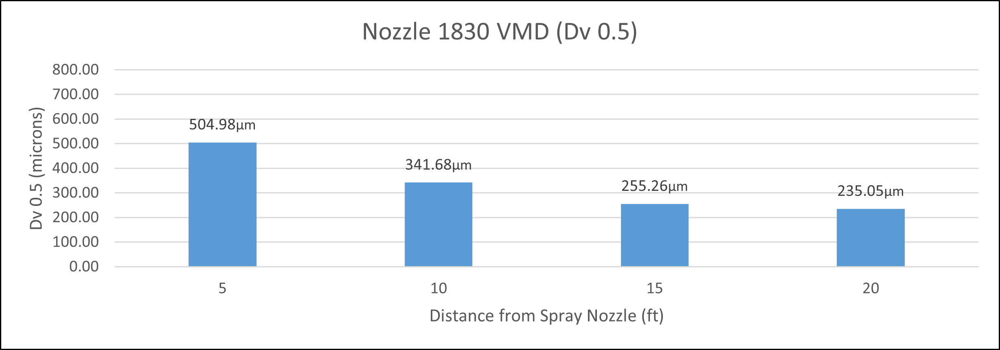 Nozzle 1830 VMD (Dv 0.5)
Dv 0.5 (microns)
800.00
700.00
600.00
500.00
400.00
300.00
200.00
100.00
0.00
504.98µm
341.68µm
255.26µm
235.05µm
5
10
15
20
Distance from Spray Nozzle (ft)